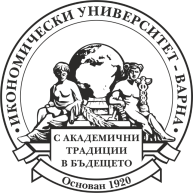 • ИКОНОМИЧЕСКИ УНИВЕРСИТЕТ - ВАРНА •
С АКАДЕМИЧНИ
ТРАДИЦИИ
В БЪДЕЩЕТО
Основан 1920